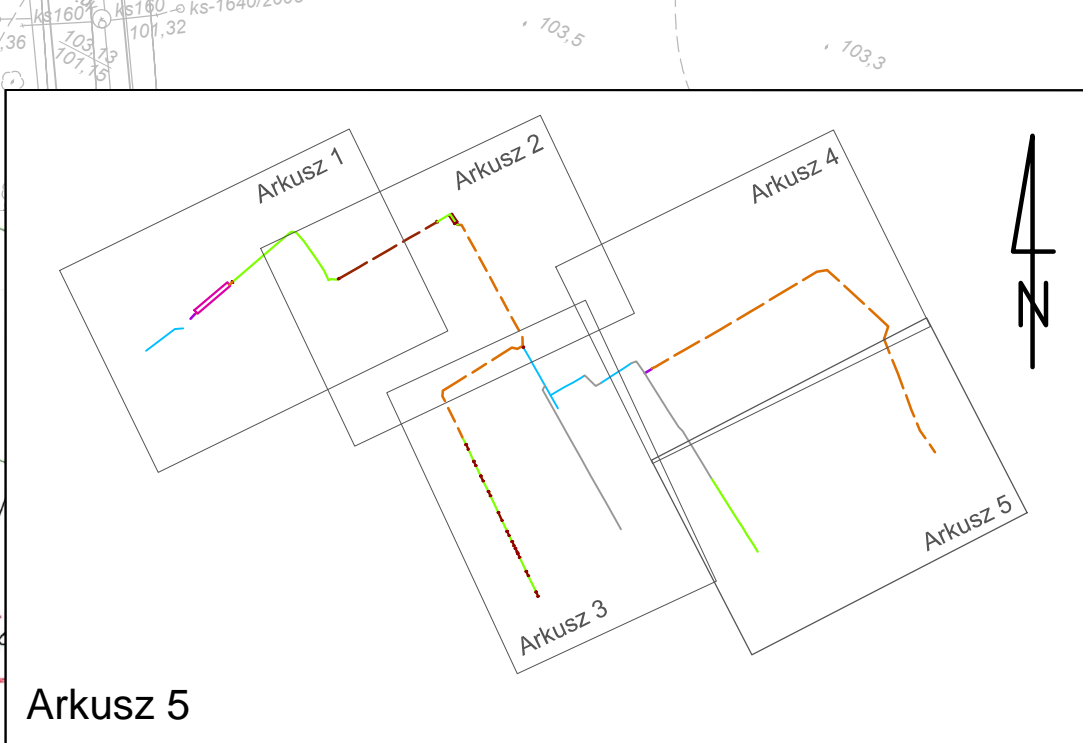 ks160
ks160
ks-1640/2008
,36
103,13
101,15
101,32
103,5
103,3
Arkusz 1
Arkusz 2
Arkusz 4
N
Arkusz 5
Arkusz 3
Arkusz 5